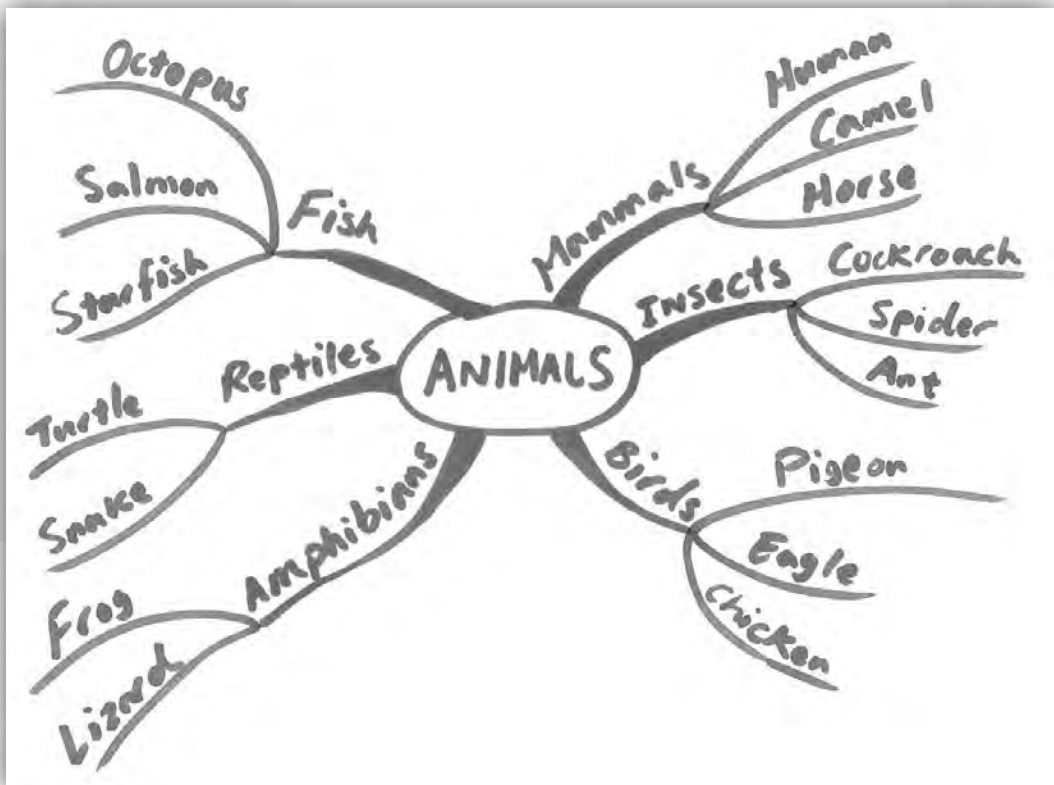 ANIMALS
Mammals
Human
Camel
Horse
Insects
Cockroach
Spider
Ant
Birds
Pigeon
Eagle
Chicken
Amphibians
Frog
Lizard
Reptiles
Turtle
Snake
Fish
Octopus
Salmon
Starfish